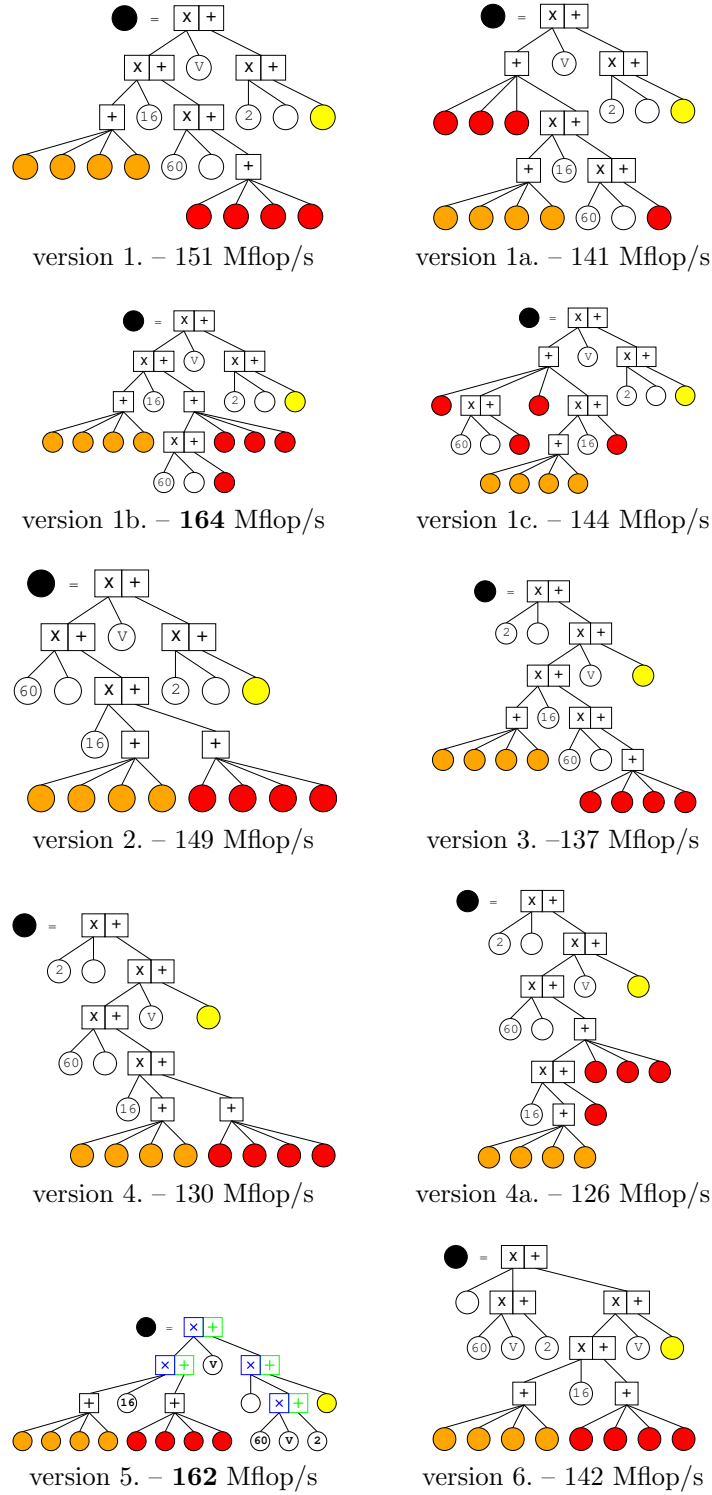 = x +
x + V x +
+ 16 x + 2
60 +
version 1. – 151 Mflop/s
= x +
+ V x +
2
x +
+ 16 x +
60
version 1a. – 141 Mflop/s
= x +
x + V x +
+ 16 + 2
x +
60
version 1b. – 164 Mflop/s
= x +
+ V x +
x + x + 2
60 + 16
version 1c. – 144 Mflop/s
= x +
x + V x +
60 x + 2
16 + +
version 2. – 149 Mflop/s
= x +
2 x +
x + V
+ 16 x +
60 +
version 3. –137 Mflop/s
= x +
2 x +
x + V
60 x +
16 + +
version 4. – 130 Mflop/s
= x +
2 x +
x + V
60 +
x +
16 +
version 4a. – 126 Mflop/s
= × +
× + V × +
+ 16 + × +
60 V 2
version 5. – 162 Mflop/s
= x +
x + x +
60 V 2 x + V
+ 16 +
version 6. – 142 Mflop/s